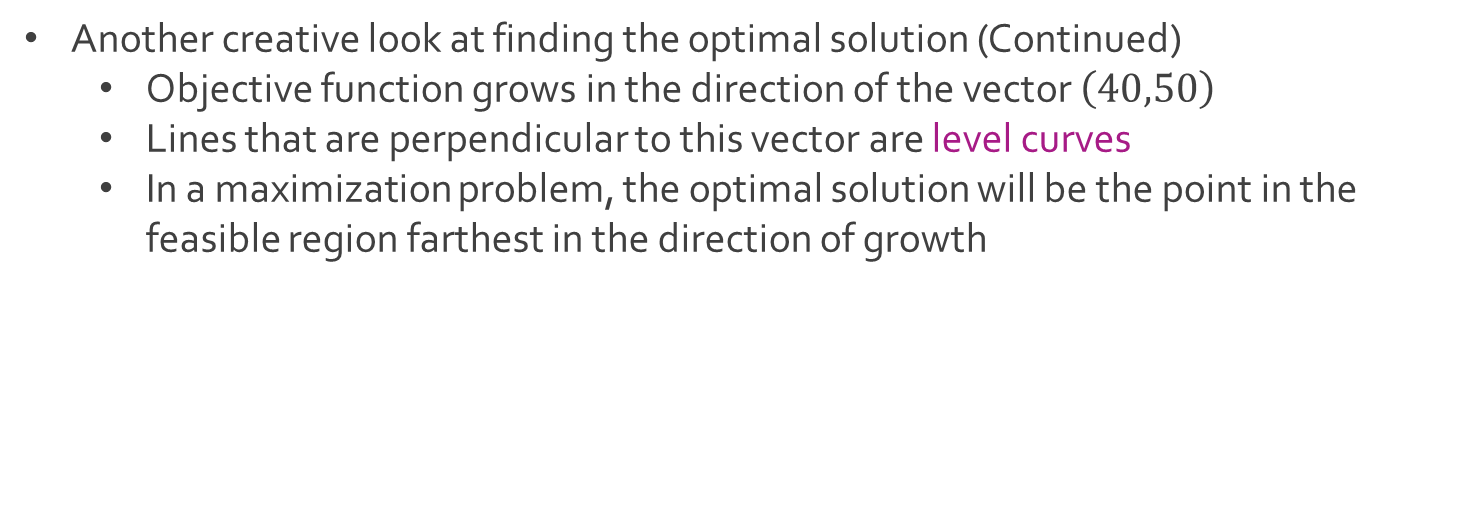 • Another creative look at finding the optimal solution (Continued)
• Objective function grows in the direction of the vector (40,50)
• Lines that are perpendicular to this vector are level curves
• In a maximization problem, the optimal solution will be the point in the
feasible region farthest in the direction of growth